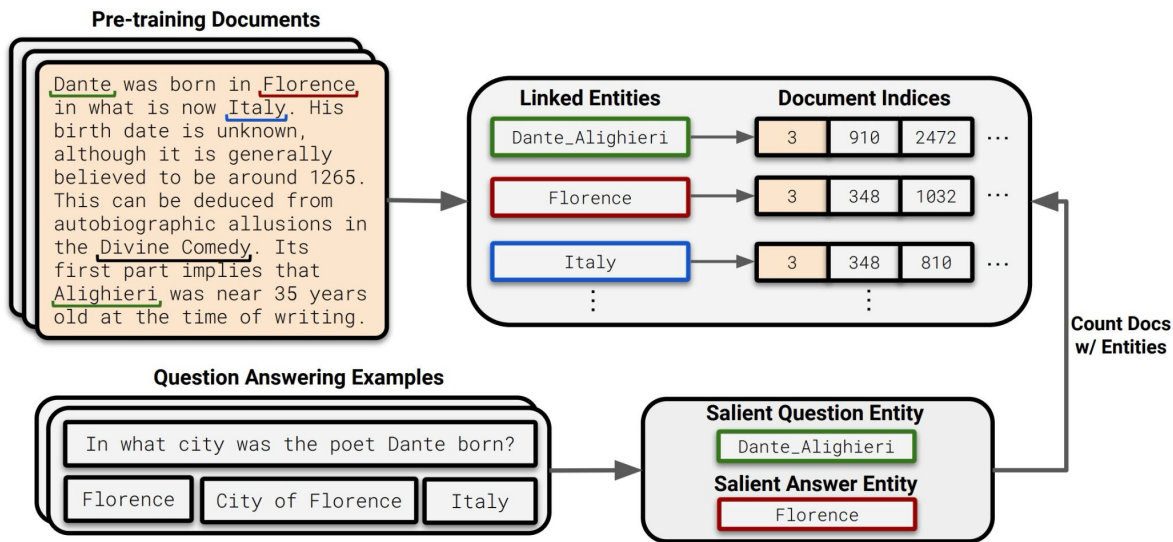 Pre-training Documents
Dante was born in Florence
in what is now Italy. His
birth date is unknown,
although it is generally
believed to be around 1265.
This can be deduced from
autobiographic allusions in
the Divine Comedy. Its
first part implies that
Alighieri was near 35 years
old at the time of writing.
Linked Entities
Document Indices
Dante_Alighieri
3 910 2472 ...
Florence
3 348 1032 ...
Italy
3 348 810 ...
Count Docs
w/ Entities
Question Answering Examples
In what city was the poet Dante born?
Florence
City of Florence
Italy
Salient Question Entity
Dante_Alighieri
Salient Answer Entity
Florence